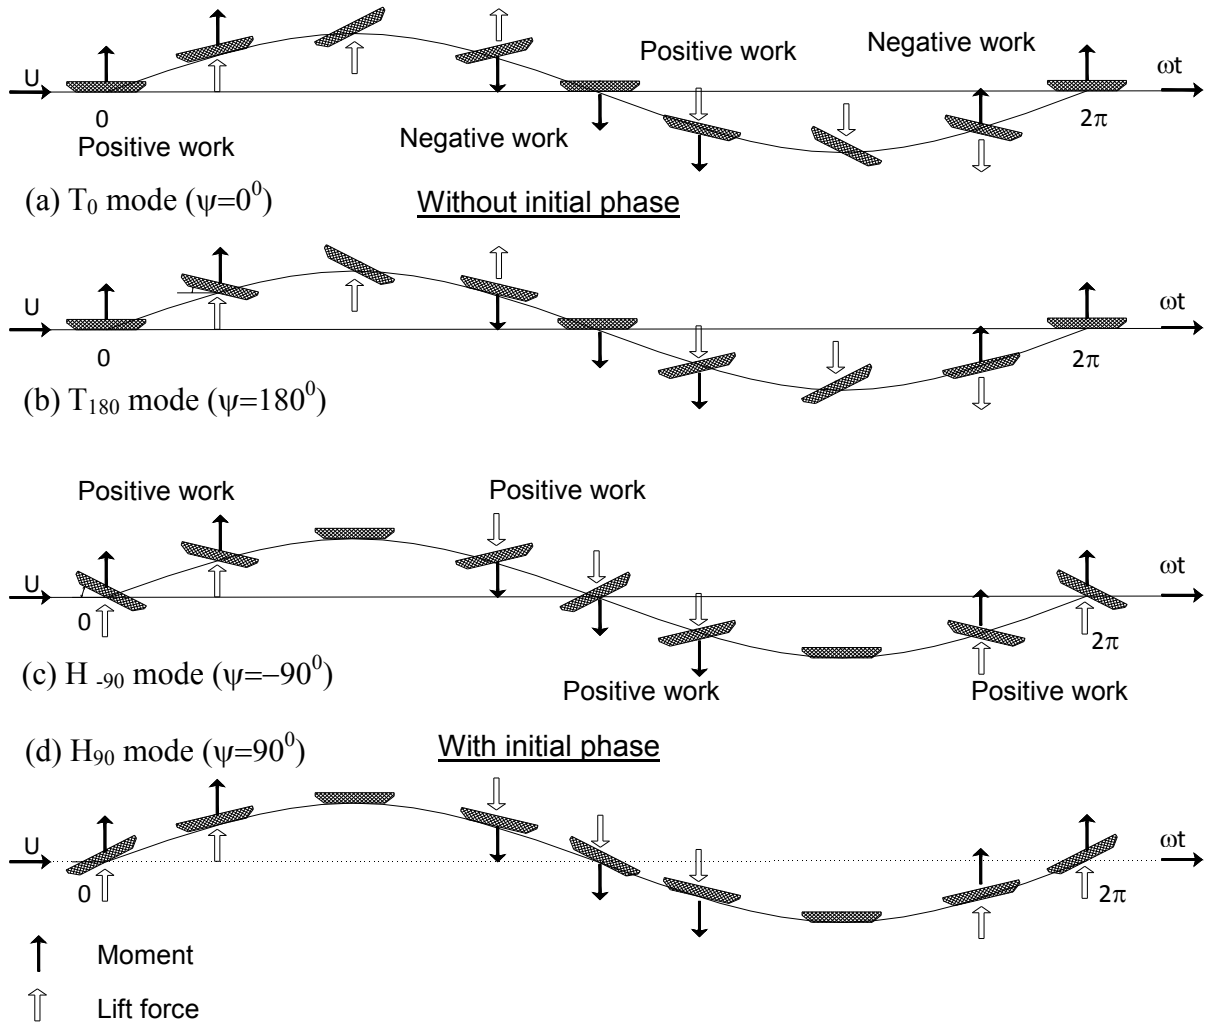 Positive work
Negative work
U
ωt
0
2π
Positive work
Negative work
(a) T₀ mode (ψ=0⁰)
Without initial phase
U
ωt
0
2π
(b) T₁₈₀ mode (ψ=180⁰)
Positive work
Positive work
U
ωt
0
2π
(c) H ₋₉₀ mode (ψ=−90⁰)
Positive work
Positive work
(d) H₉₀ mode (ψ=90⁰)
With initial phase
U
ωt
0
2π
Moment
Lift force